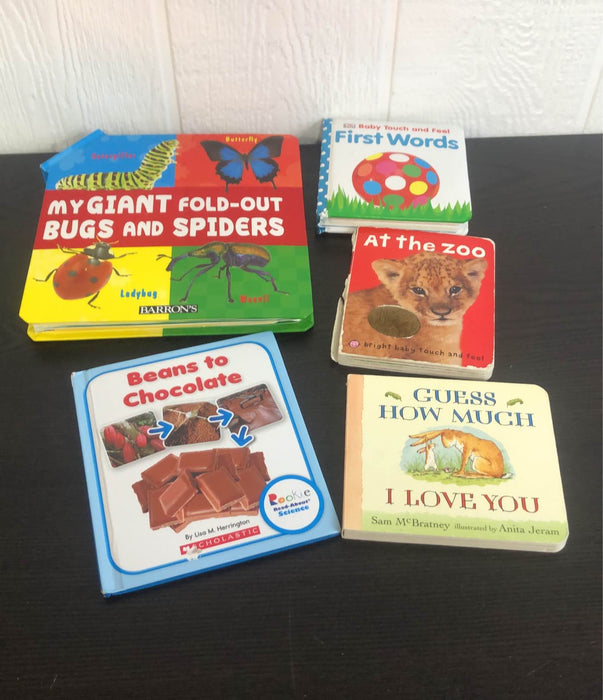 Caterpillar
Butterfly
MY GIANT FOLD-OUT
BUGS AND SPIDERS
Ladybug
Weevil
BARRON'S
DK Baby Touch and Feel
First Words
At the Zoo
bright baby touch and feel
Beans to
Chocolate
Rookie
Read-About
Science
By Lisa M. Herrington
SCHOLASTIC
GUESS
HOW MUCH
I LOVE YOU
Sam McBratney illustrated by Anita Jeram